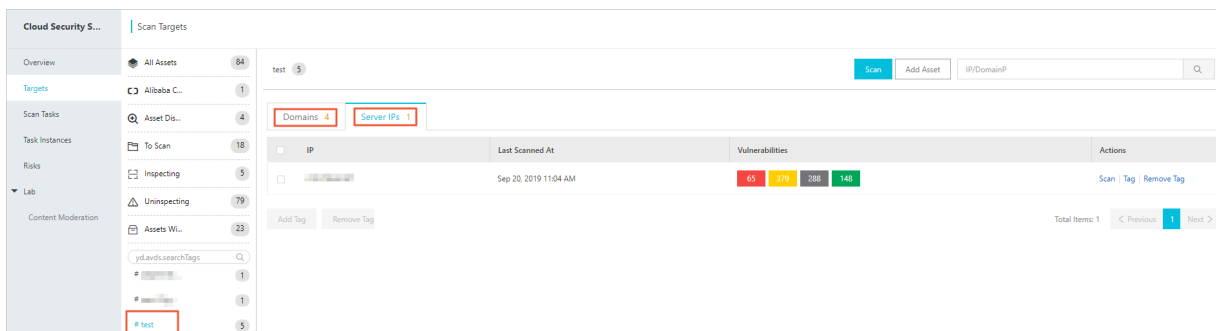 Cloud Security S...
Scan Targets
Overview
Targets
Scan Tasks
Task Instances
Risks
Lab
Content Moderation
All Assets 84
Alibaba C... 1
Asset Dis... 4
To Scan 18
Inspecting 5
Uninspecting 79
Assets Wi... 23
yd.avds.searchTags
# 1
# 1
# test 5
test 5
Scan Add Asset IP/DomainP
Domains 4 Server IPs 1
IP Last Scanned At Vulnerabilities Actions
Sep 20, 2019 11:04 AM 65 379 288 148 Scan Tag Remove Tag
Add Tag Remove Tag Total Items: 1 < Previous 1 Next >